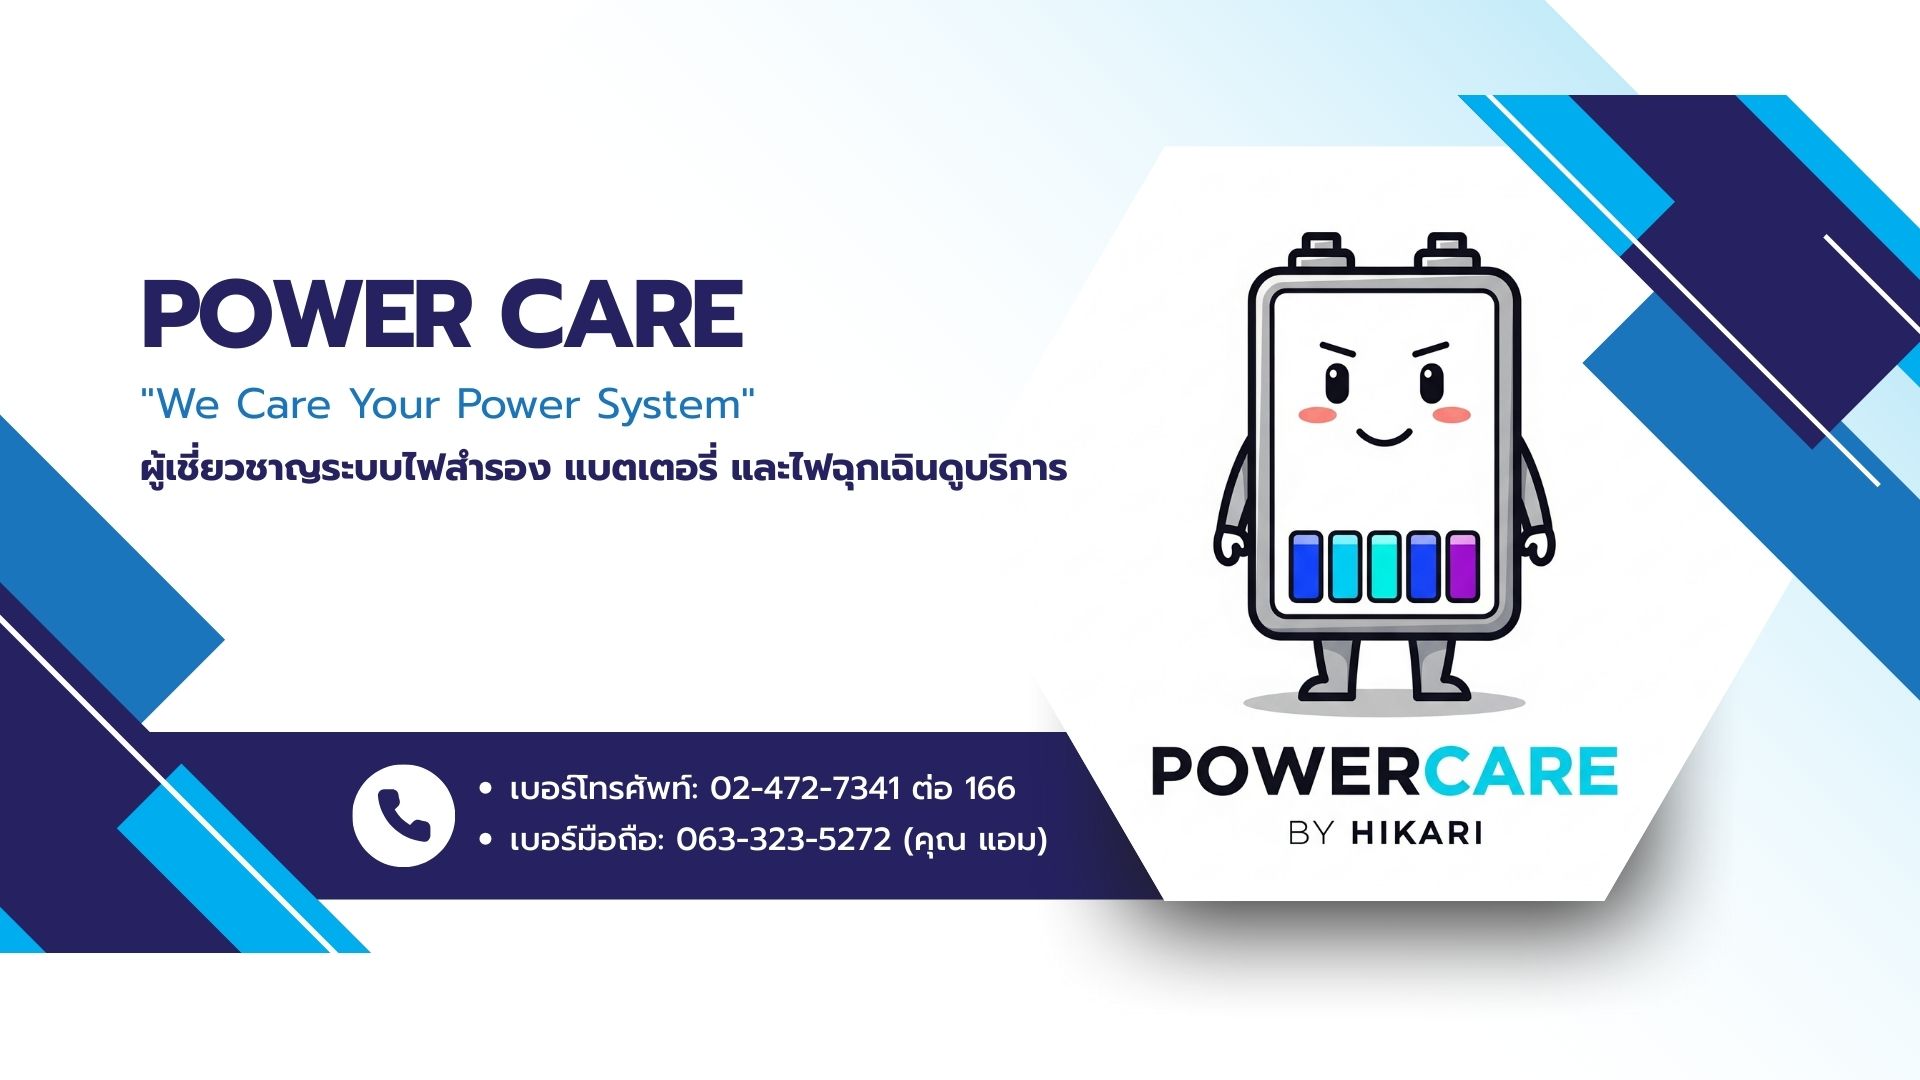 POWER CARE
"We Care Your Power System"
ผู้เชี่ยวชาญระบบไฟสำรอง แบตเตอรี่ และไฟฉุกเฉินดูบริการ
• เบอร์โทรศัพท์: 02-472-7341 ต่อ 166
• เบอร์มือถือ: 063-323-5272 (คุณ แอม)
POWERCARE
BY HIKARI